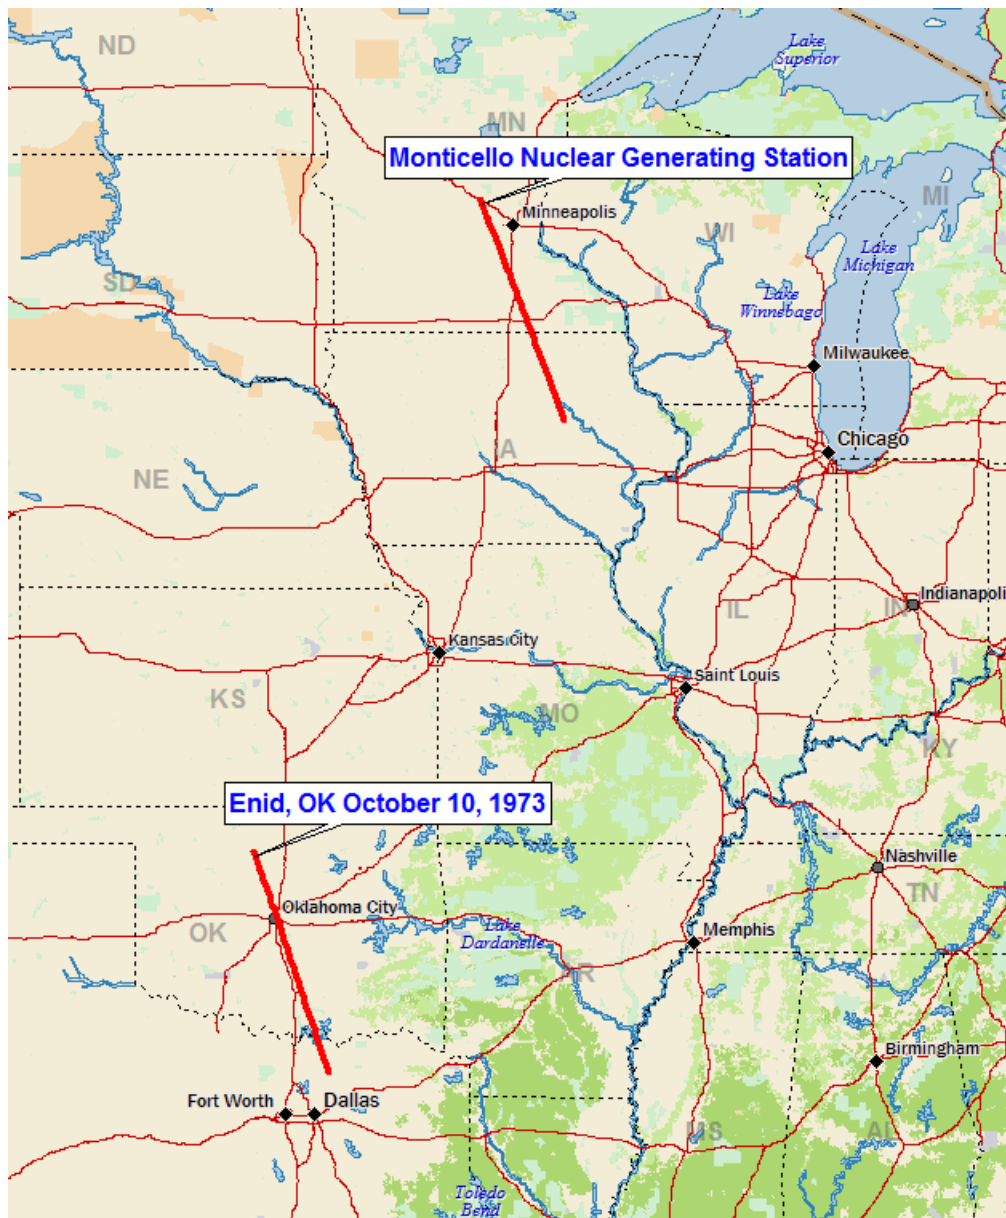 ND
Lake
Superior
MN
Monticello Nuclear Generating Station
MI
Minneapolis
WI
Lake
Michigan
SD
Lake
Winnebago
Milwaukee
Chicago
IA
NE
Indianapoli
IL
IN
Kansas City
Saint Louis
KS
MO
KY
Enid, OK October 10, 1973
Nashville
TN
Oklahoma City
OK
Lake
Dardanelle
Memphis
AR
Birmingham
Fort Worth
Dallas
MS
AL
Toledo
Bend